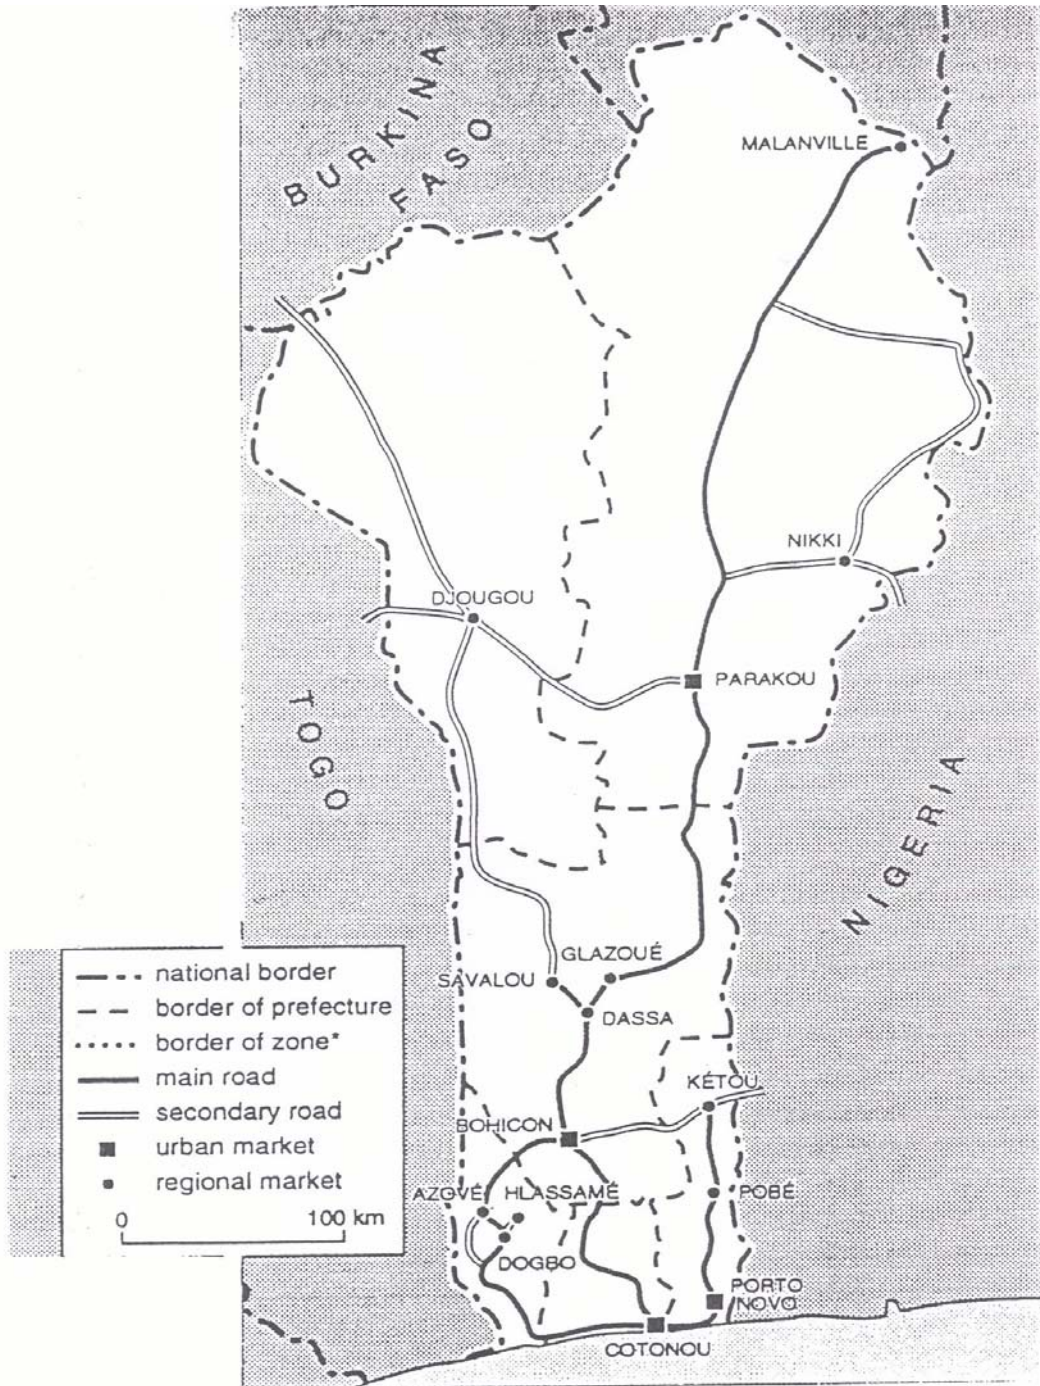 BURKINA
FASO
MALANVILLE
NIKKI
DJOUGOU
PARAKOU
TOGO
NIGERIA
GLAZOUÉ
SAVALOU
DASSA
KÉTOU
BOHICON
AZOVÉ
HLASSAMÉ
POBÉ
DOGBO
PORTO
NOVO
COTONOU
national border
border of prefecture
border of zone*
main road
secondary road
urban market
regional market
0 100 km